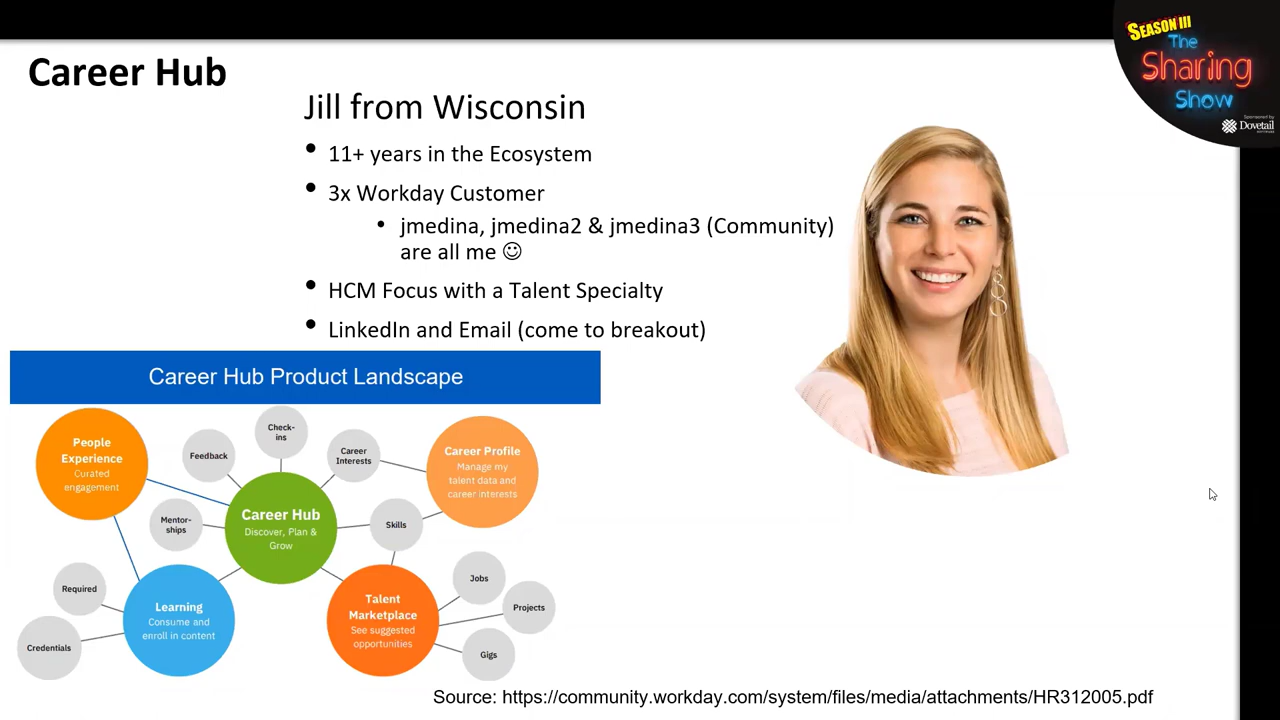 SEASON III
The
Sharing
Show
Sponsored by
Dovetail
SOFTWARE
Career Hub
Jill from Wisconsin
• 11+ years in the Ecosystem
• 3x Workday Customer
• jmedina, jmedina2 & jmedina3 (Community)
are all me ☺
• HCM Focus with a Talent Specialty
• LinkedIn and Email (come to breakout)
Career Hub Product Landscape
People
Experience
Curated
engagement
Feedback
Check-
ins
Career
Interests
Career Profile
Manage my
talent data and
career interests
Mentor-
ships
Career Hub
Discover, Plan &
Grow
Skills
Required
Credentials
Learning
Consume and
enroll in content
Talent
Marketplace
See suggested
opportunities
Jobs
Projects
Gigs
Source: https://community.workday.com/system/files/media/attachments/HR312005.pdf